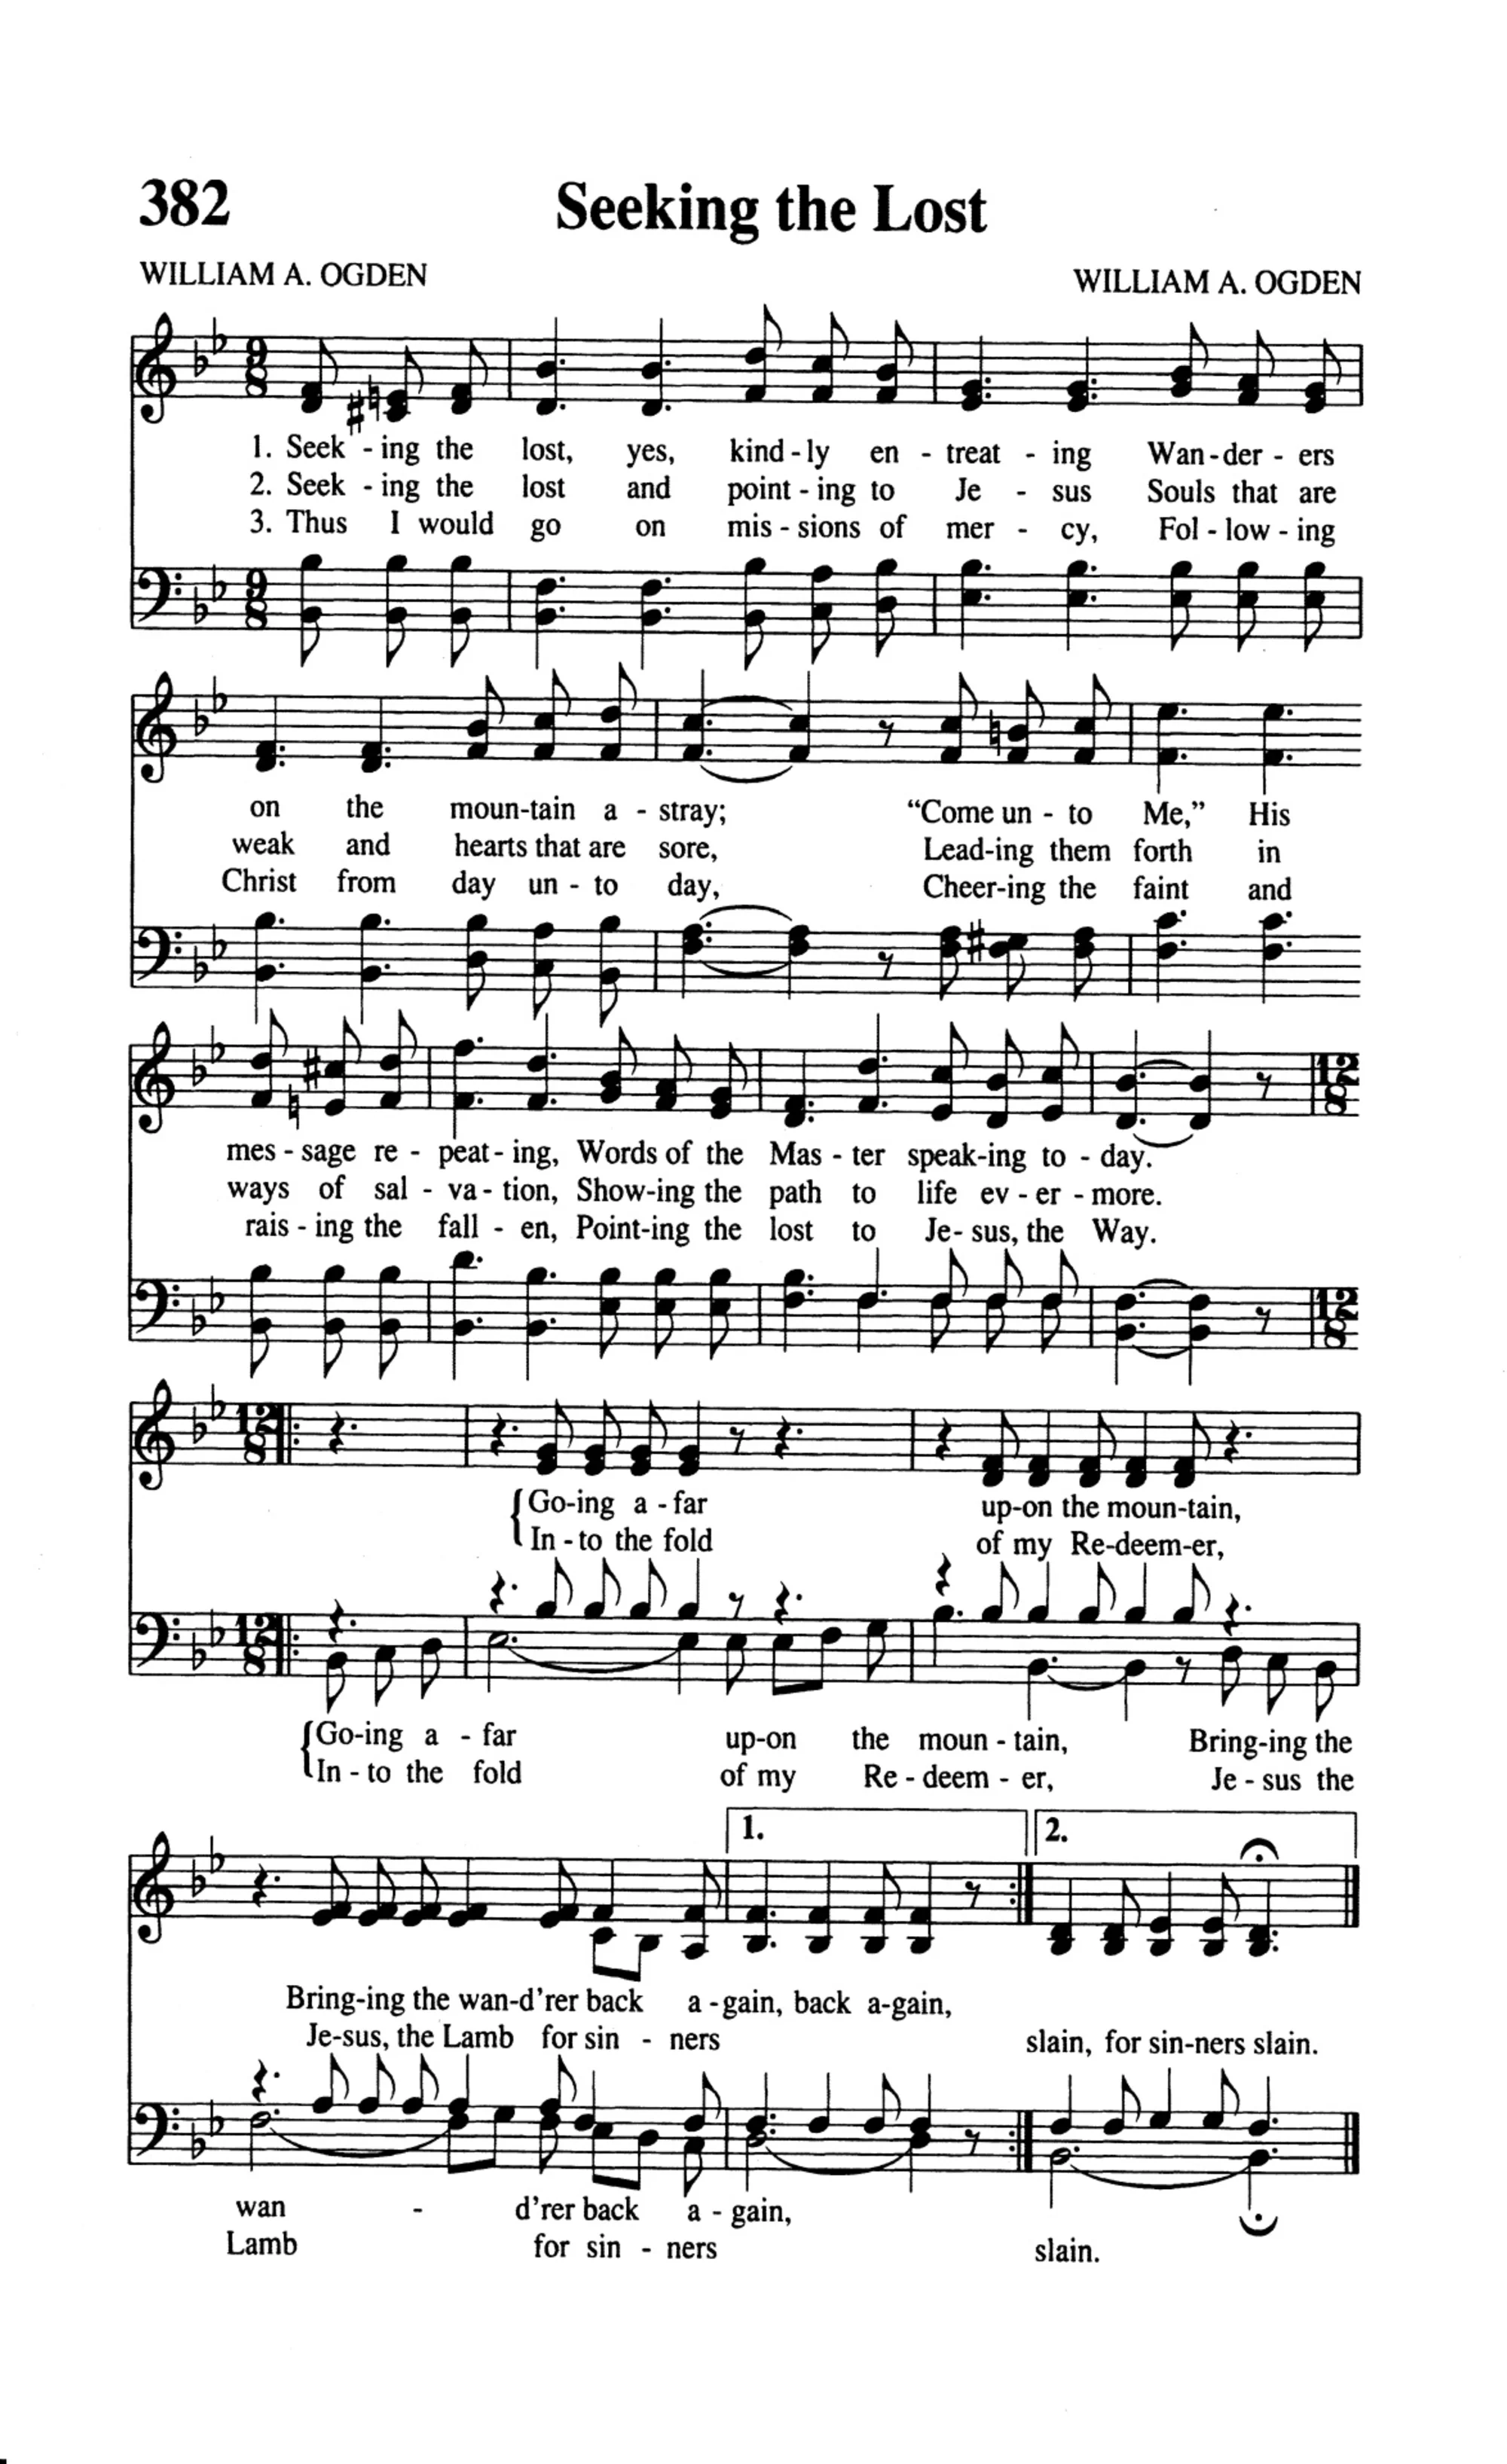 382
Seeking the Lost
WILLIAM A. OGDEN
WILLIAM A. OGDEN
1. Seek - ing the lost, yes, kind - ly en - treat - ing Wan - der - ers
2. Seek - ing the lost and point - ing to Je - sus Souls that are
3. Thus I would go on mis - sions of mer - cy, Fol - low - ing
on the moun-tain a - stray; “Come un - to Me,” His
weak and hearts that are sore, Lead-ing them forth in
Christ from day un - to day, Cheer-ing the faint and
mes - sage re - peat - ing, Words of the Mas - ter speak-ing to - day.
ways of sal - va - tion, Show-ing the path to life ev - er - more.
rais - ing the fall - en, Point-ing the lost to Je- sus, the Way.
Go-ing a - far up-on the moun-tain,
In - to the fold of my Re-deem-er,
Go-ing a - far up-on the moun - tain, Bring-ing the
In - to the fold of my Re - deem - er, Je - sus the
1. 2.
Bring-ing the wan-d'rer back a - gain, back a-gain,
Je-sus, the Lamb for sin - ners slain, for sin-ners slain.
wan - d'rer back a - gain,
Lamb for sin - ners slain.